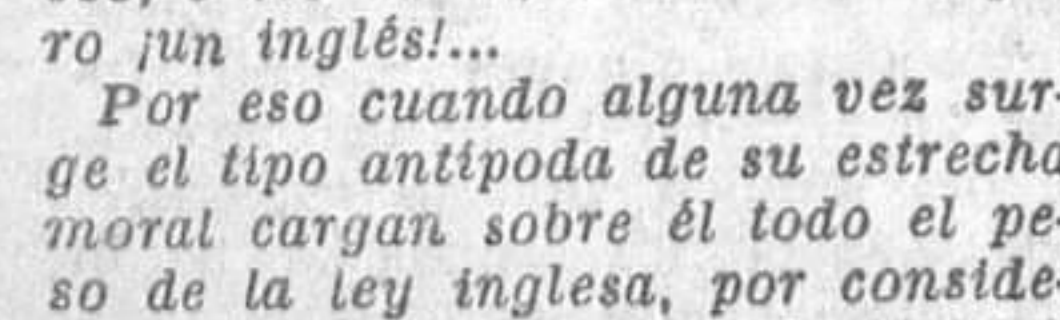 ro ¡un inglés!...
Por eso cuando alguna vez sur-
ge el tipo antípoda de su estrecha
moral cargan sobre él todo el pe-
so de la ley inglesa, por conside-